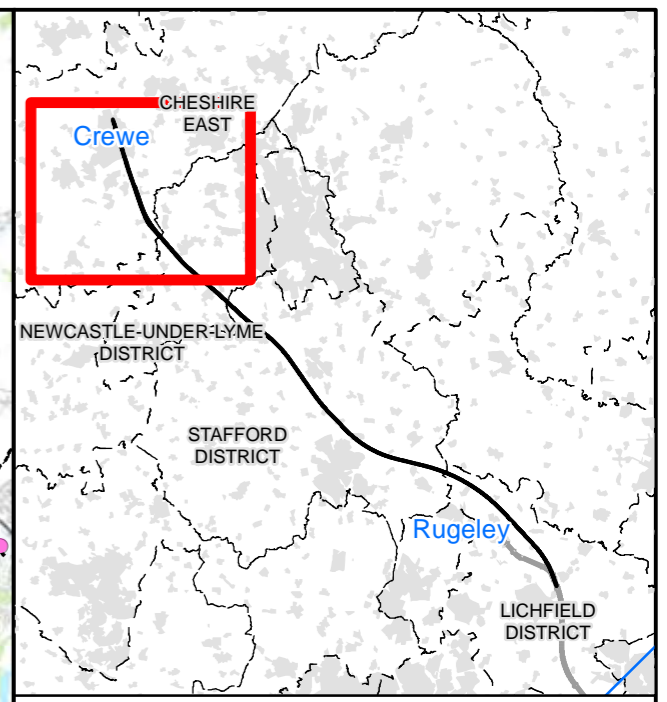 CHESHIRE
EAST
Crewe
NEWCASTLE-UNDER-LYME
DISTRICT
STAFFORD
DISTRICT
Rugeley
LICHFIELD
DISTRICT